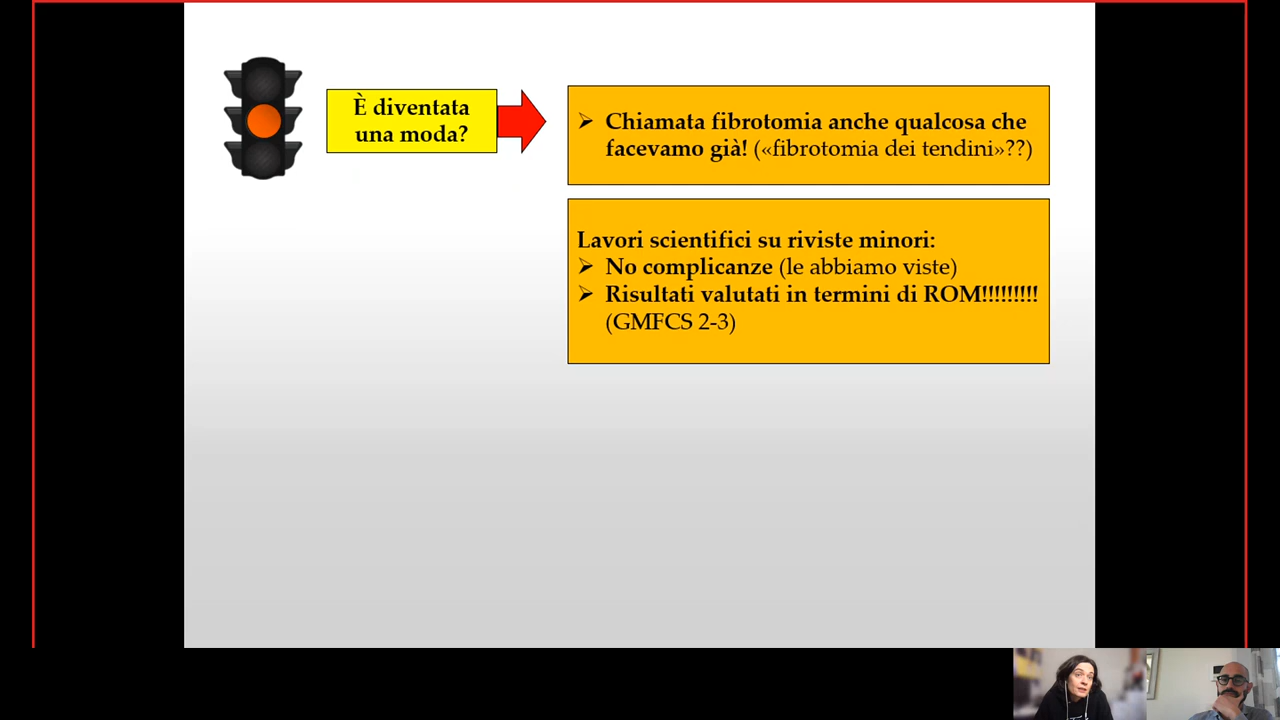 È diventata
una moda?
➢ Chiamata fibrotomia anche qualcosa che
facevamo già! («fibrotomia dei tendini»??)
Lavori scientifici su riviste minori:
➢ No complicanze (le abbiamo viste)
➢ Risultati valutati in termini di ROM!!!!!!!!!
(GMFCS 2-3)